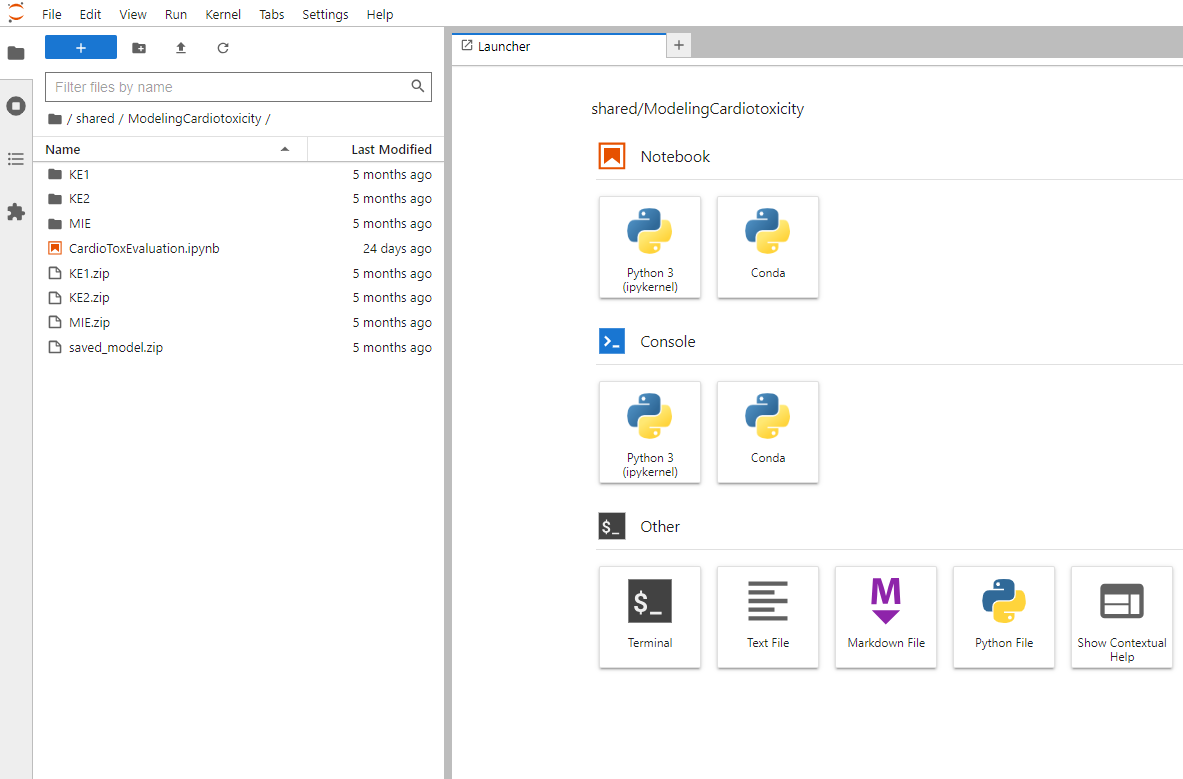 File Edit View Run Kernel Tabs Settings Help
+
Filter files by name
/ shared / ModelingCardiotoxicity /
Name Last Modified
KE1 5 months ago
KE2 5 months ago
MIE 5 months ago
CardioToxEvaluation.ipynb 24 days ago
KE1.zip 5 months ago
KE2.zip 5 months ago
MIE.zip 5 months ago
saved_model.zip 5 months ago
Launcher +
shared/ModelingCardiotoxicity
Notebook
Python 3 Conda
(ipykernel)
>_ Console
Python 3 Conda
(ipykernel)
$_ Other
$_ M
Terminal Text File Markdown File Python File Show Contextual
Help